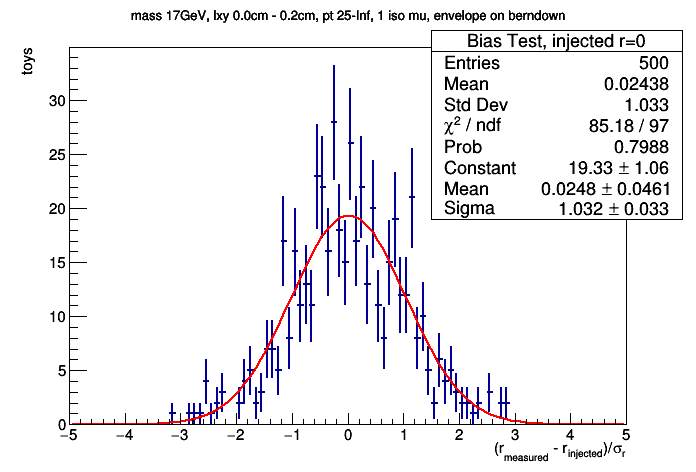 mass 17GeV, lxy 0.0cm - 0.2cm, pt 25-Inf, 1 iso mu, envelope on berndown
Bias Test, injected r=0
Entries 500
Mean 0.02438
Std Dev 1.033
χ² / ndf 85.18 / 97
Prob 0.7988
Constant 19.33 ± 1.06
Mean 0.0248 ± 0.0461
Sigma 1.032 ± 0.033
toys
30
25
20
15
10
5
0
−5 −4 −3 −2 −1 0 1 2 3 4 5
(r_measured - r_injected)/σ_r